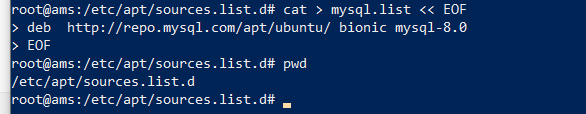 root@ams:/etc/apt/sources.list.d# cat > mysql.list << EOF
> deb  http://repo.mysql.com/apt/ubuntu/ bionic mysql-8.0
> EOF
root@ams:/etc/apt/sources.list.d# pwd
/etc/apt/sources.list.d
root@ams:/etc/apt/sources.list.d#